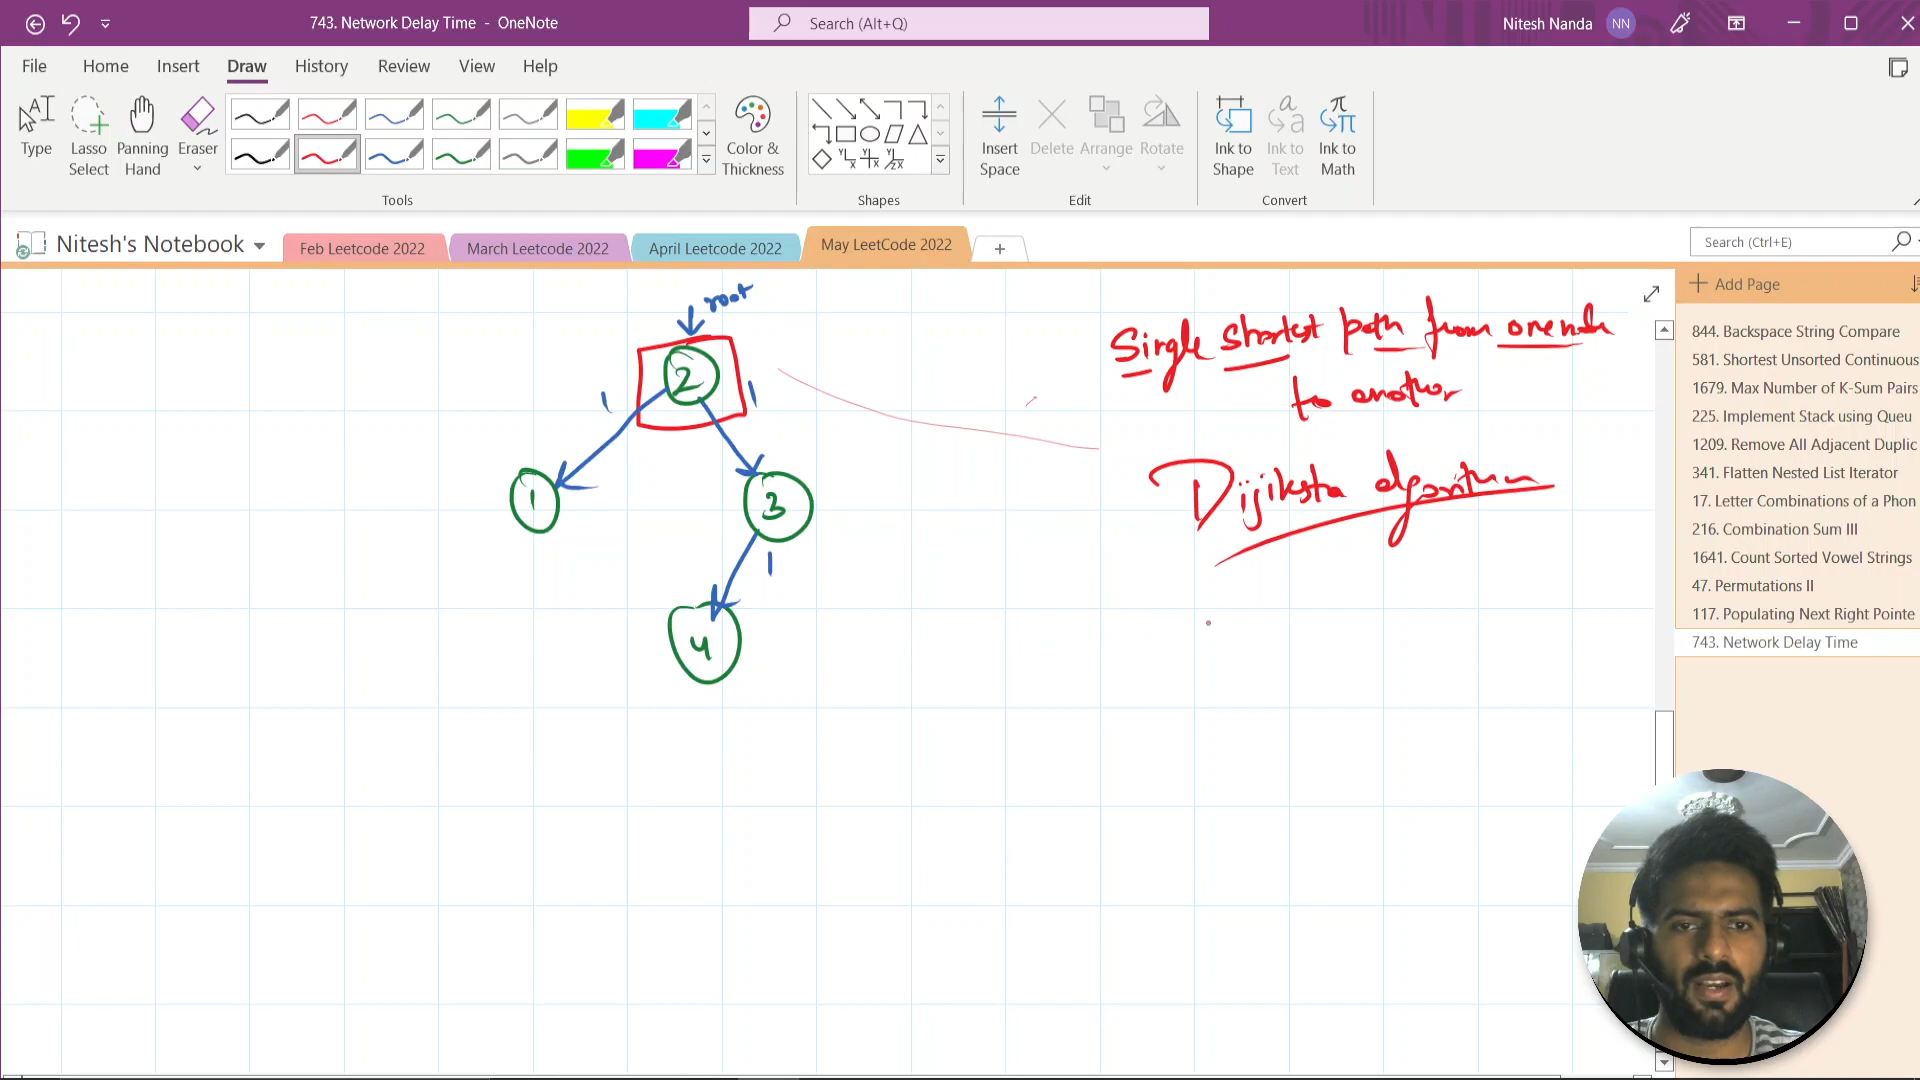 743. Network Delay Time - OneNote
Search (Alt+Q)
Nitesh Nanda
NN
File Home Insert Draw History Review View Help
Type
Lasso Select
Panning Hand
Eraser
Color & Thickness
Insert Space
Delete
Arrange
Rotate
Ink to Shape
Ink to Text
Ink to Math
Tools
Shapes
Edit
Convert
Nitesh's Notebook
Feb Leetcode 2022
March Leetcode 2022
April Leetcode 2022
May LeetCode 2022
Search (Ctrl+E)
Add Page
844. Backspace String Compare
581. Shortest Unsorted Continuous
1679. Max Number of K-Sum Pairs
225. Implement Stack using Queu
1209. Remove All Adjacent Duplic
341. Flatten Nested List Iterator
17. Letter Combinations of a Phon
216. Combination Sum III
1641. Count Sorted Vowel Strings
47. Permutations II
117. Populating Next Right Pointe
743. Network Delay Time
root
2
1
1
1
3
1
4
Single shortest path from one node
to another
Dijiksta algorithm